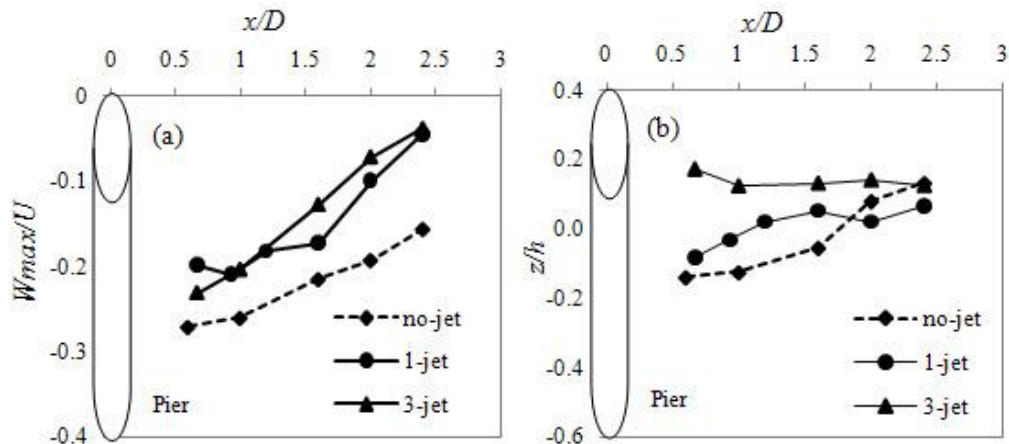 x/D
0 0.5 1 1.5 2 2.5 3
0
-0.1
-0.2
-0.3
-0.4
Wmax/U
(a)
no-jet
1-jet
3-jet
Pier
x/D
0 0.5 1 1.5 2 2.5 3
0.4
0.2
0.0
-0.2
-0.4
-0.6
z/h
(b)
no-jet
1-jet
3-jet
Pier